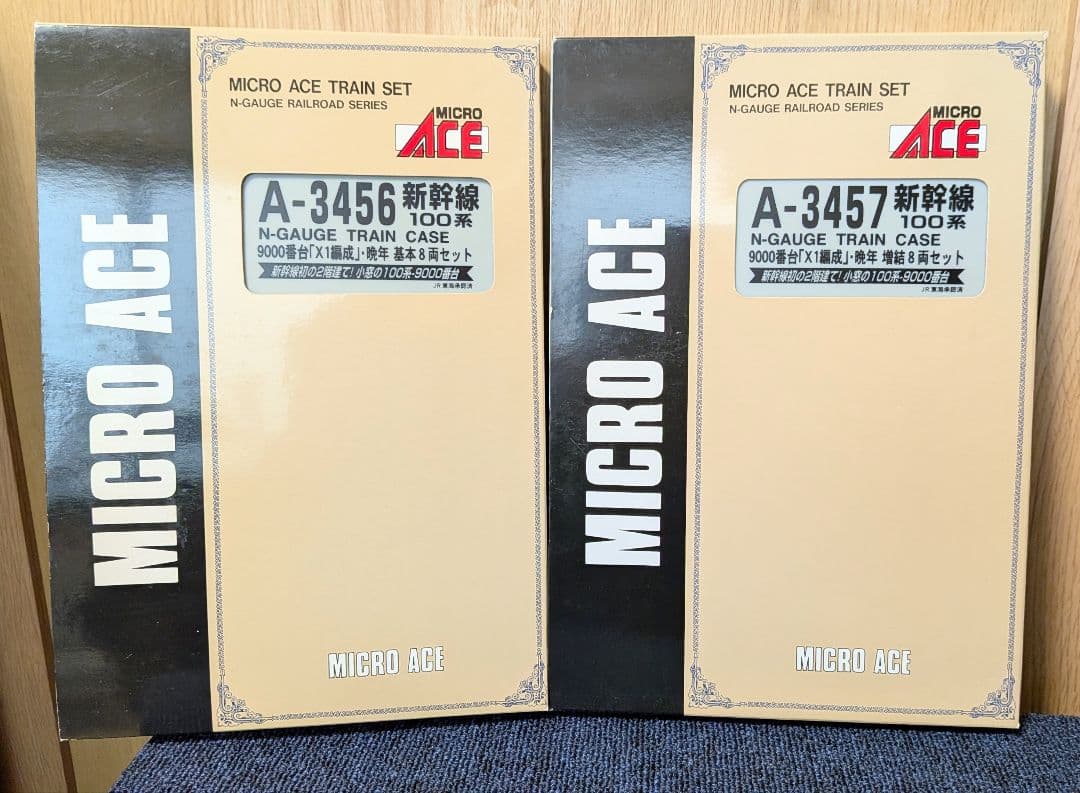 MICRO ACE
MICRO ACE TRAIN SET
N-GAUGE RAILROAD SERIES
MICRO
ACE
A-3456 新幹線
100系
N-GAUGE TRAIN CASE
9000番台「X1編成」・晩年 基本8両セット
新幹線初の2階建て! 小窓の100系-9000番台
JR東海承認済
MICRO ACE
MICRO ACE
MICRO ACE TRAIN SET
N-GAUGE RAILROAD SERIES
MICRO
ACE
A-3457 新幹線
100系
N-GAUGE TRAIN CASE
9000番台「X1編成」・晩年 増結8両セット
新幹線初の2階建て! 小窓の100系-9000番台
JR東海承認済
MICRO ACE